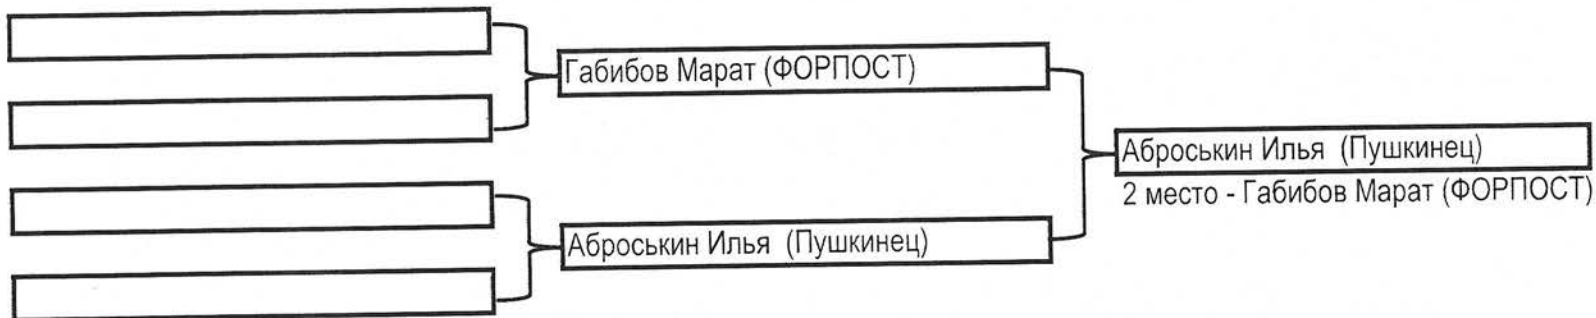 Габибов Марат (ФОРПОСТ)
Аброськин Илья (Пушкинец)
2 место - Габибов Марат (ФОРПОСТ)
Аброськин Илья (Пушкинец)